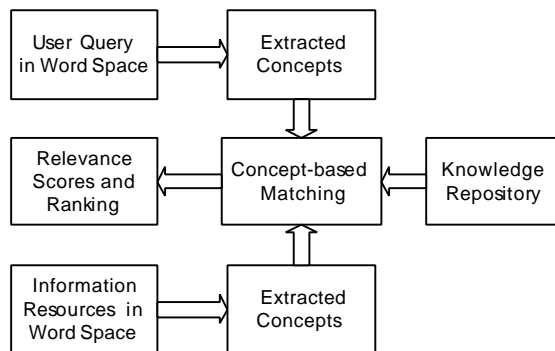 User Query
in Word Space
Extracted
Concepts
Relevance
Scores and
Ranking
Concept-based
Matching
Knowledge
Repository
Information
Resources in
Word Space
Extracted
Concepts